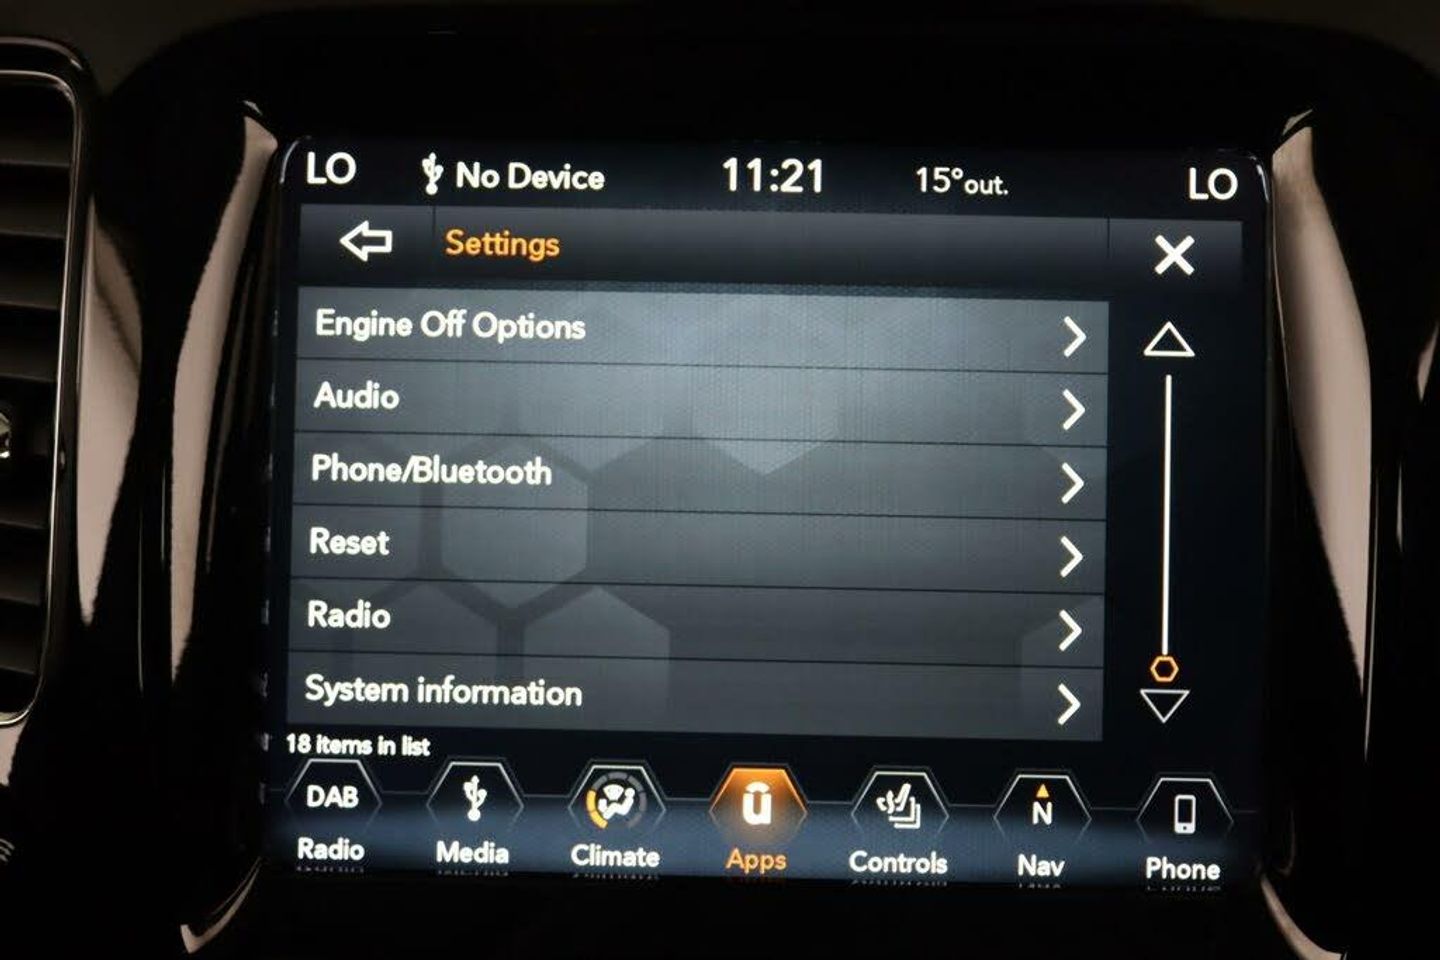 LO No Device 11:21 15°out. LO
Settings
Engine Off Options
Audio
Phone/Bluetooth
Reset
Radio
System information
18 items in list
DAB N
Radio Media Climate Apps Controls Nav Phone